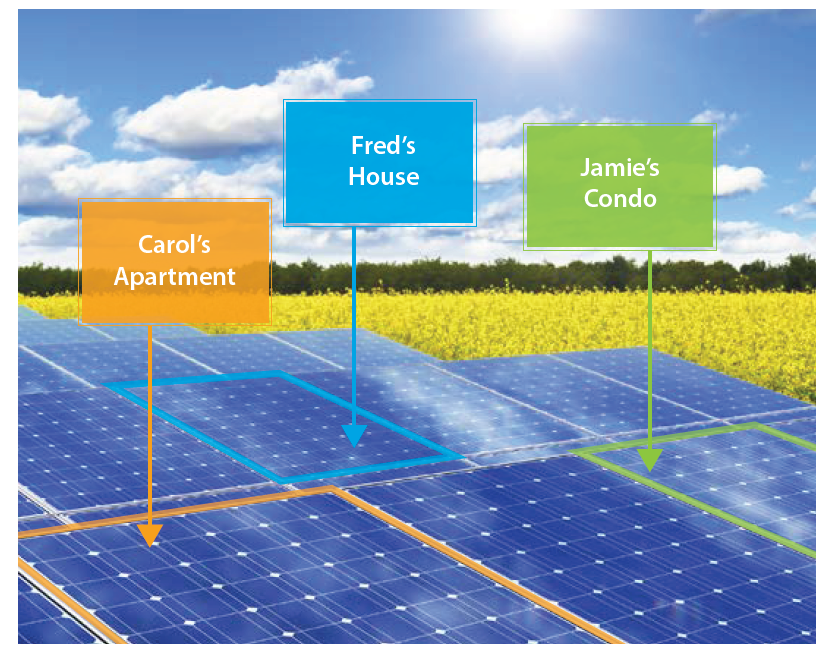 Carol's
Apartment
Fred's
House
Jamie's
Condo